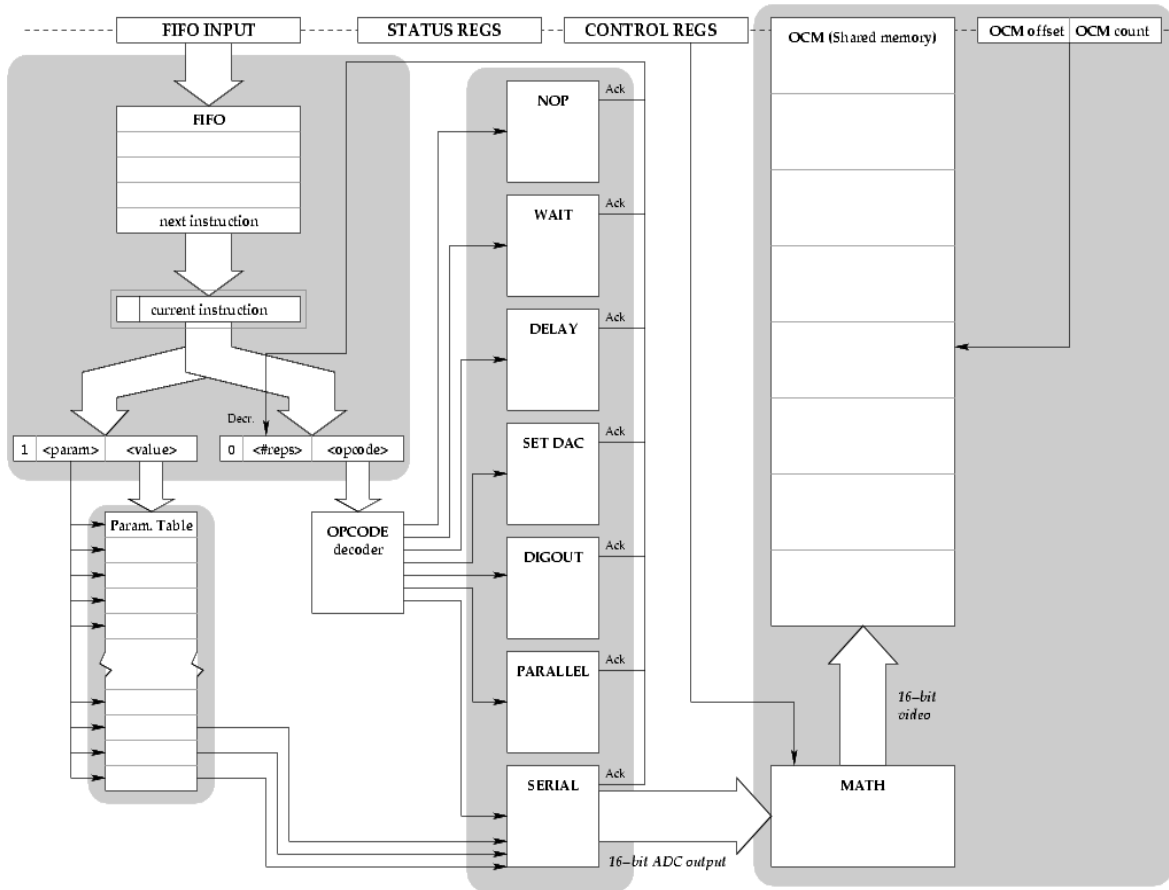 FIFO INPUT
STATUS REGS
CONTROL REGS
OCM (Shared memory)
OCM offset
OCM count
FIFO
next instruction
current instruction
Decr.
1 <param> <value>
0 <#reps> <opcode>
Param. Table
OPCODE
decoder
NOP
Ack
WAIT
Ack
DELAY
Ack
SET DAC
Ack
DIGOUT
Ack
PARALLEL
Ack
SERIAL
Ack
16-bit ADC output
16-bit
video
MATH